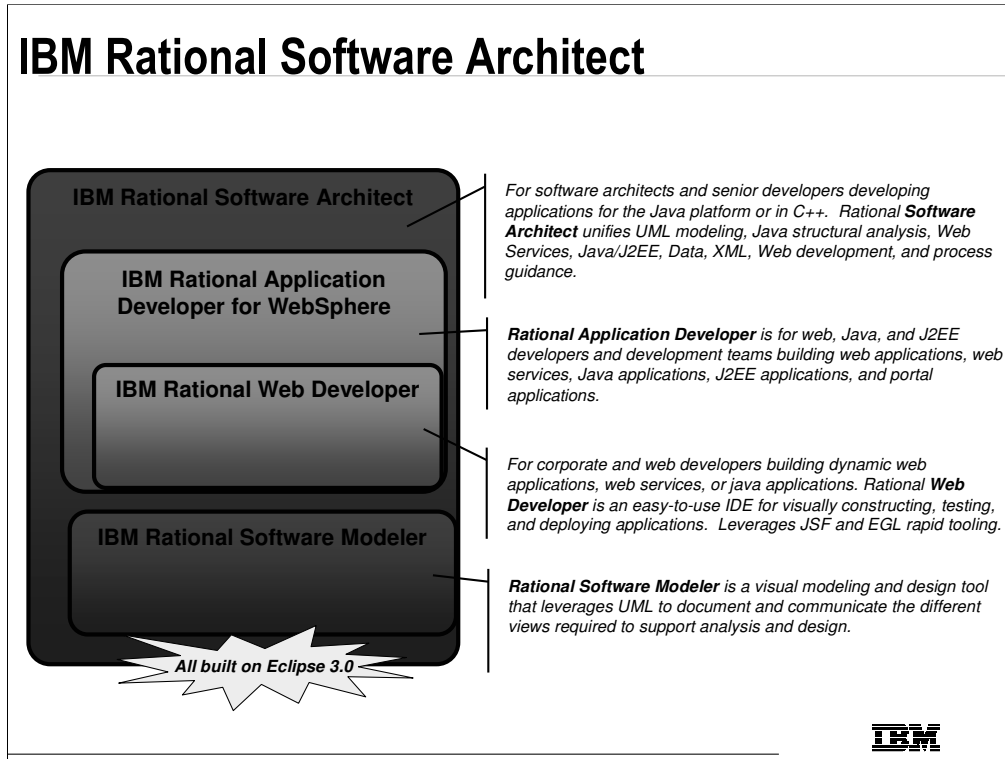 IBM Rational Software Architect
IBM Rational Software Architect
For software architects and senior developers developing
applications for the Java platform or in C++.  Rational Software
Architect unifies UML modeling, Java structural analysis, Web
Services, Java/J2EE, Data, XML, Web development, and process
guidance.
IBM Rational Application
Developer for WebSphere
Rational Application Developer is for web, Java, and J2EE
developers and development teams building web applications, web
services, Java applications, J2EE applications, and portal
applications.
IBM Rational Web Developer
For corporate and web developers building dynamic web
applications, web services, or java applications. Rational Web
Developer is an easy-to-use IDE for visually constructing, testing,
and deploying applications.  Leverages JSF and EGL rapid tooling.
IBM Rational Software Modeler
Rational Software Modeler is a visual modeling and design tool
that leverages UML to document and communicate the different
views required to support analysis and design.
All built on Eclipse 3.0
IBM